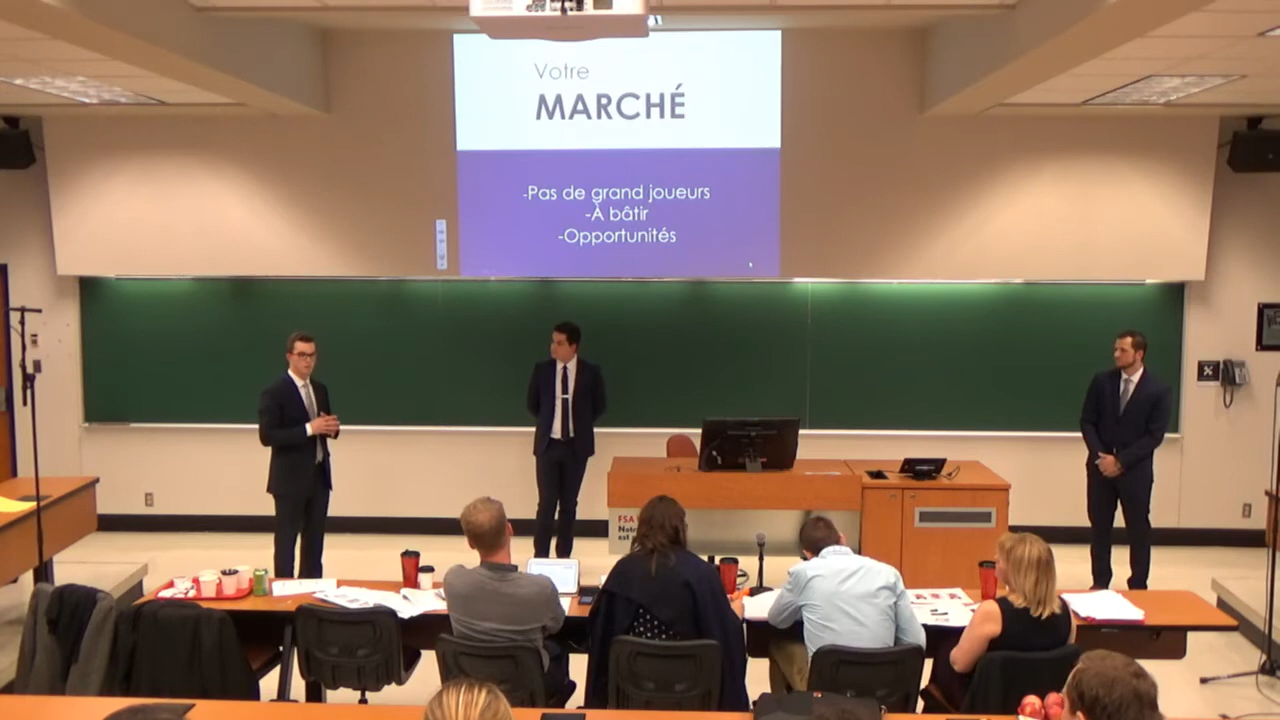 Votre
MARCHÉ
-Pas de grand joueurs
-À bâtir
-Opportunités
FSA